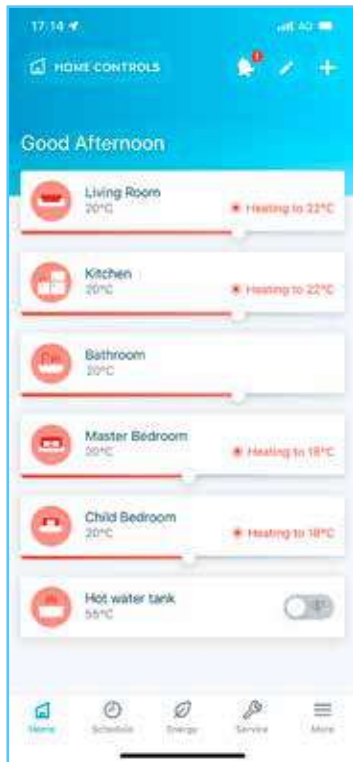 17.14
4G
HOME CONTROLS
Good Afternoon
Living Room
20°C
Heating to 22°C
Kitchen
20°C
Heating to 22°C
Bathroom
20°C
Master Bedroom
20°C
Heating to 18°C
Child Bedroom
20°C
Heating to 18°C
Hot water tank
55°C
Home
Schedule
Energy
Service
More